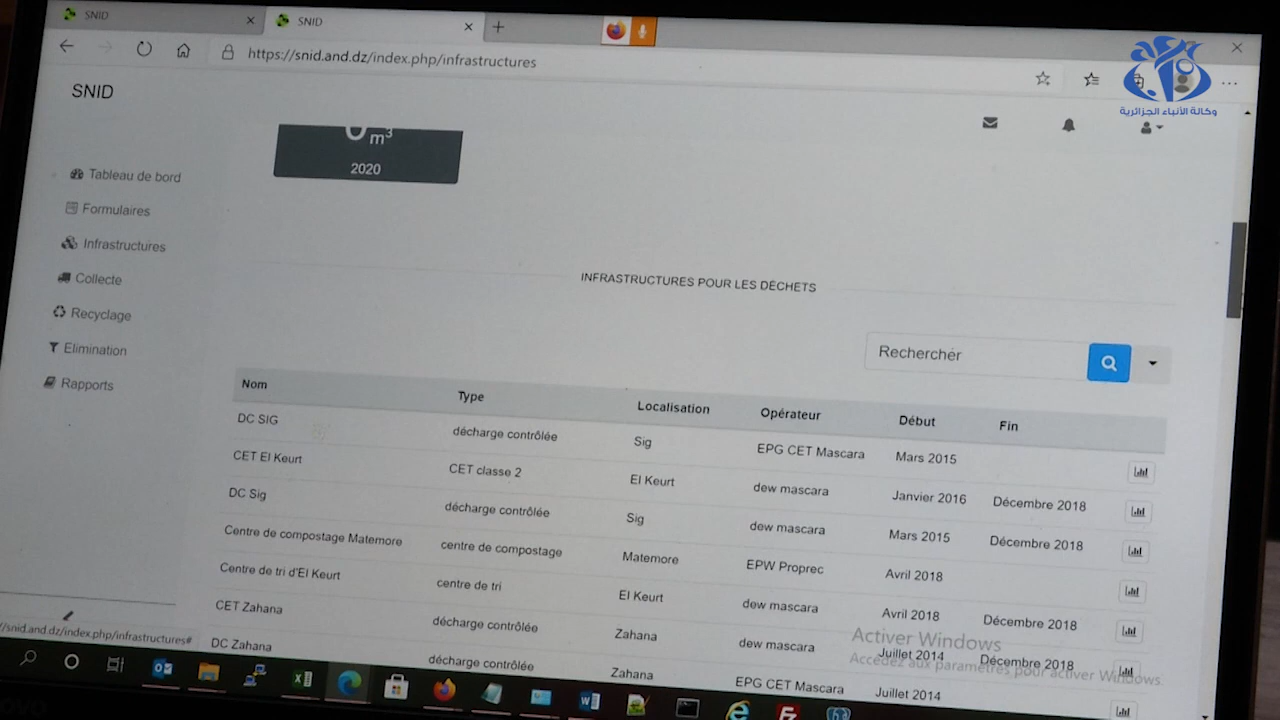 SNID
SNID
https://snid.and.dz/index.php/infrastructures
وكالة الأنباء الجزائرية
SNID
0 m³
2020
Tableau de bord
Formulaires
Infrastructures
Collecte
Recyclage
Elimination
Rapports
INFRASTRUCTURES POUR LES DÉCHETS
Rechercher
Nom Type Localisation Opérateur Début Fin
DC SIG décharge contrôlée Sig EPG CET Mascara Mars 2015
CET El Keurt CET classe 2 El Keurt dew mascara Janvier 2016 Décembre 2018
DC Sig décharge contrôlée Sig dew mascara Mars 2015 Décembre 2018
Centre de compostage Matemore centre de compostage Matemore EPW Proprec Avril 2018
Centre de tri d'El Keurt centre de tri El Keurt dew mascara Avril 2018 Décembre 2018
CET Zahana décharge contrôlée Zahana dew mascara Juillet 2014 Décembre 2018
DC Zahana décharge contrôlée Zahana EPG CET Mascara Juillet 2014
Activer Windows
Accédez aux paramètres pour activer Windows.
//snid.and.dz/index.php/infrastructures#